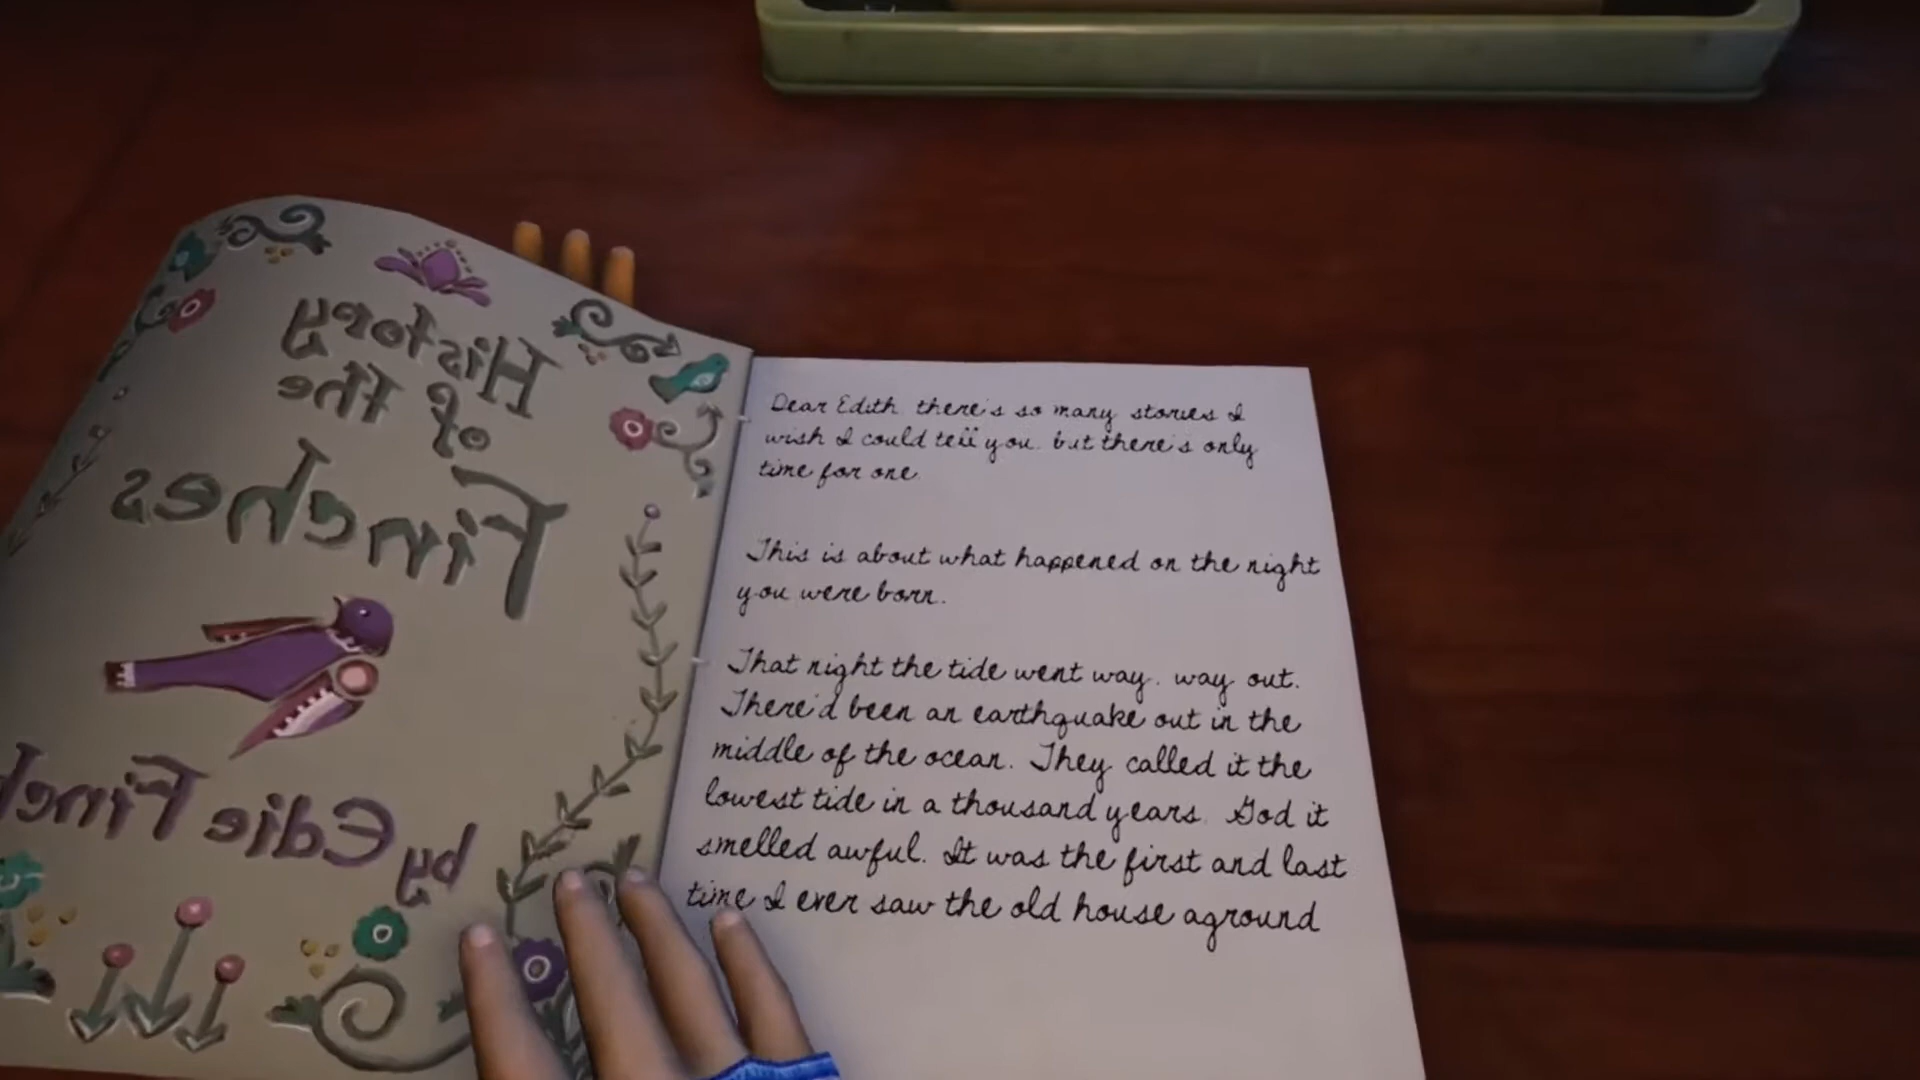 History
of the
Finches
by Edie Finch
Dear Edith there's so many stories I
wish I could tell you. but there's only
time for one.
This is about what happened on the night
you were born.
That night the tide went way. way out.
There'd been an earthquake out in the
middle of the ocean. They called it the
lowest tide in a thousand years. God it
smelled awful. It was the first and last
time I ever saw the old house aground